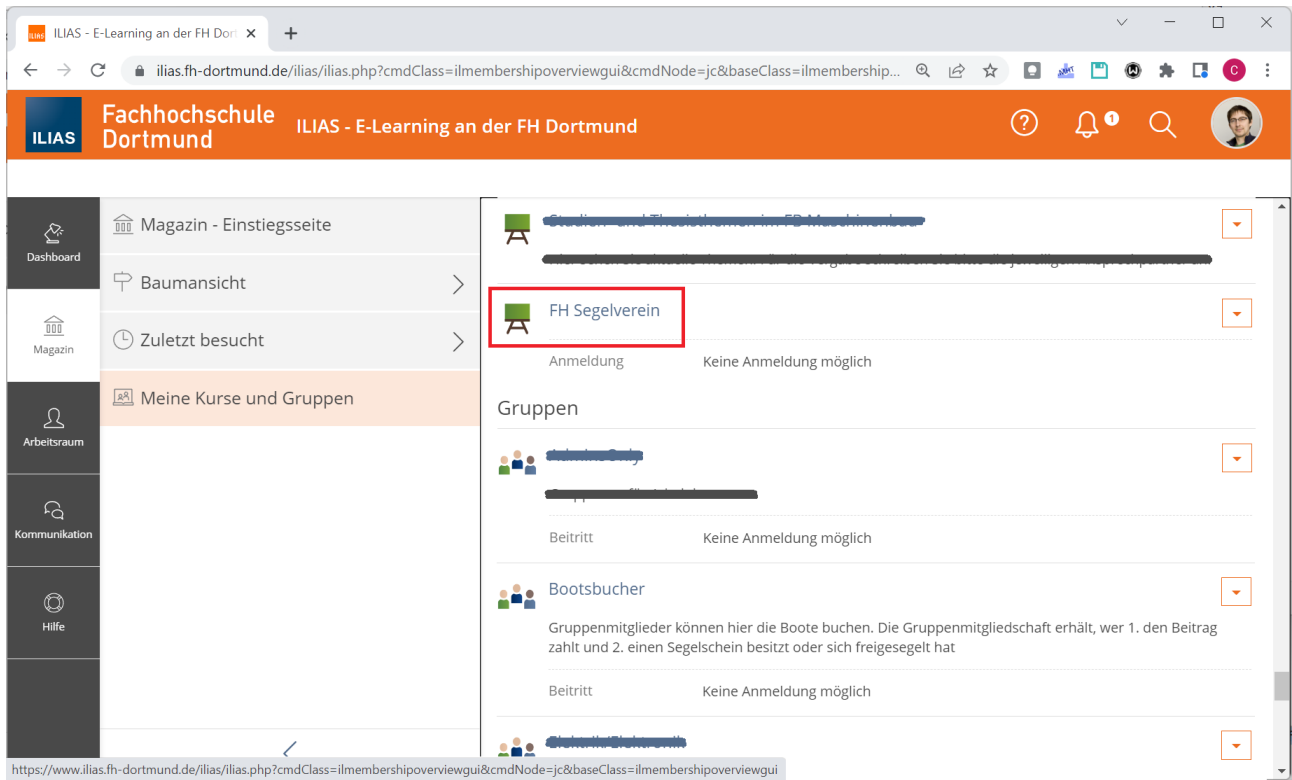 ILIAS - E-Learning an der FH Dort
ilias.fh-dortmund.de/ilias/ilias.php?cmdClass=ilmembershipoverviewgui&cmdNode=jc&baseClass=ilmembership...
C
ILIAS
Fachhochschule
Dortmund
ILIAS - E-Learning an der FH Dortmund
1
Dashboard
Magazin
Arbeitsraum
Kommunikation
Hilfe
Magazin - Einstiegsseite
Baumansicht
Zuletzt besucht
Meine Kurse und Gruppen
FH Segelverein
Anmeldung Keine Anmeldung möglich
Gruppen
Beitritt Keine Anmeldung möglich
Bootsbucher
Gruppenmitglieder können hier die Boote buchen. Die Gruppenmitgliedschaft erhält, wer 1. den Beitrag
zahlt und 2. einen Segelschein besitzt oder sich freigesegelt hat
Beitritt Keine Anmeldung möglich
https://www.ilias.fh-dortmund.de/ilias/ilias.php?cmdClass=ilmembershipoverviewgui&cmdNode=jc&baseClass=ilmembershipoverviewgui